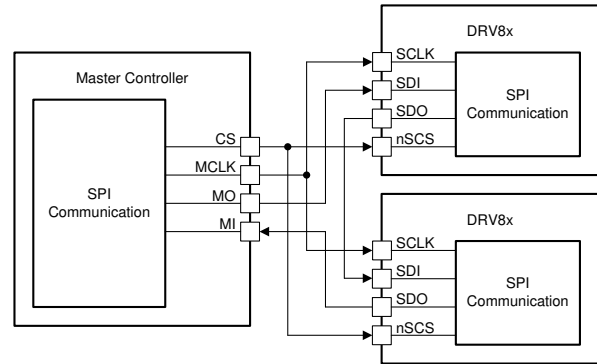 Master Controller
SPI
Communication
CS
MCLK
MO
MI
DRV8x
SCLK
SDI
SDO
nSCS
SPI
Communication
DRV8x
SCLK
SDI
SDO
nSCS
SPI
Communication